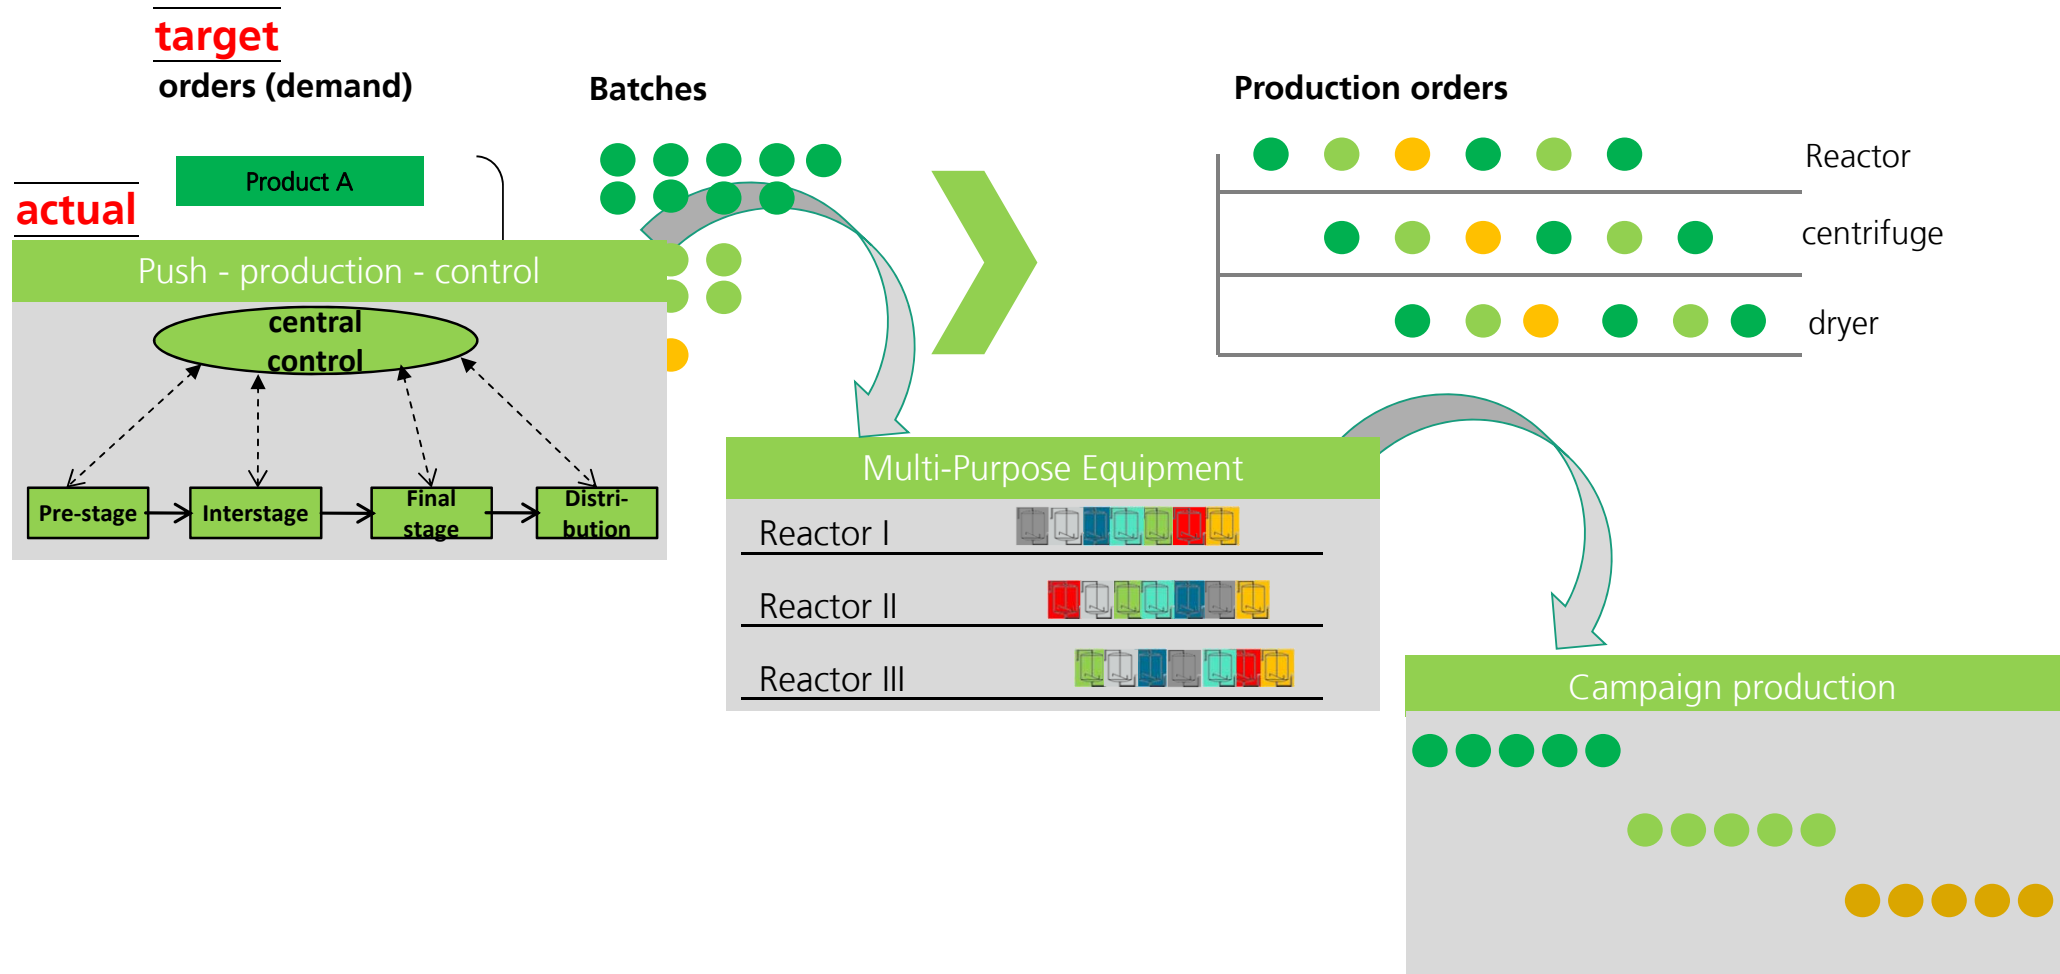 target
orders (demand)
Batches
Production orders
Product A
actual
Reactor
centrifuge
dryer
Push - production - control
central
control
Pre-stage
Interstage
Final
stage
Distri-
bution
Multi-Purpose Equipment
Reactor I
Reactor II
Reactor III
Campaign production